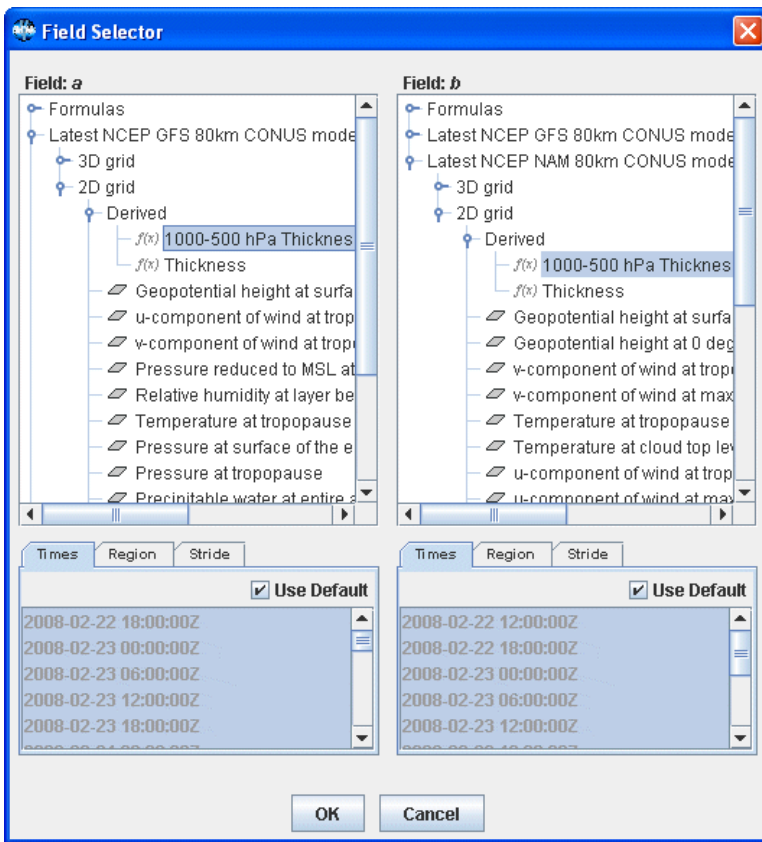 Field Selector
Field: a
Formulas
Latest NCEP GFS 80km CONUS mode
3D grid
2D grid
Derived
f(x) 1000-500 hPa Thicknes
f(x) Thickness
Geopotential height at surfa
u-component of wind at trop
v-component of wind at trop
Pressure reduced to MSL at
Relative humidity at layer be
Temperature at tropopause
Pressure at surface of the e
Pressure at tropopause
Precipitable water at entire a
Times Region Stride
Use Default
2008-02-22 18:00:00Z
2008-02-23 00:00:00Z
2008-02-23 06:00:00Z
2008-02-23 12:00:00Z
2008-02-23 18:00:00Z
Field: b
Formulas
Latest NCEP GFS 80km CONUS mode
Latest NCEP NAM 80km CONUS mode
3D grid
2D grid
Derived
f(x) 1000-500 hPa Thicknes
f(x) Thickness
Geopotential height at surfa
Geopotential height at 0 deg
v-component of wind at trop
v-component of wind at max
Temperature at tropopause
Temperature at cloud top lev
u-component of wind at trop
u-component of wind at max
Times Region Stride
Use Default
2008-02-22 12:00:00Z
2008-02-22 18:00:00Z
2008-02-23 00:00:00Z
2008-02-23 06:00:00Z
2008-02-23 12:00:00Z
OK Cancel